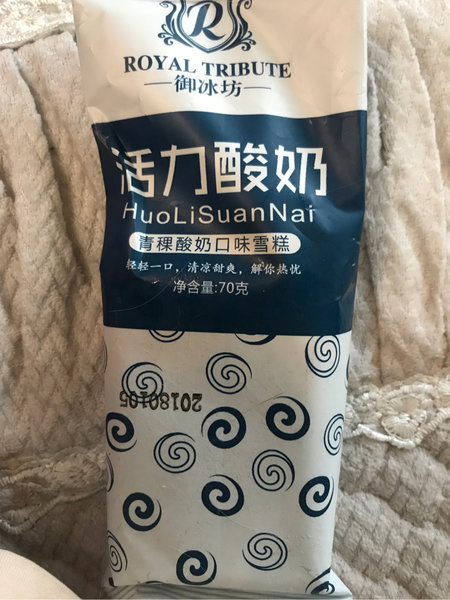 R
ROYAL TRIBUTE
御冰坊
活力酸奶
HuoLiSuanNai
青稞酸奶口味雪糕
轻轻一口，清凉甜爽，解你热忧
净含量:70克
20180105